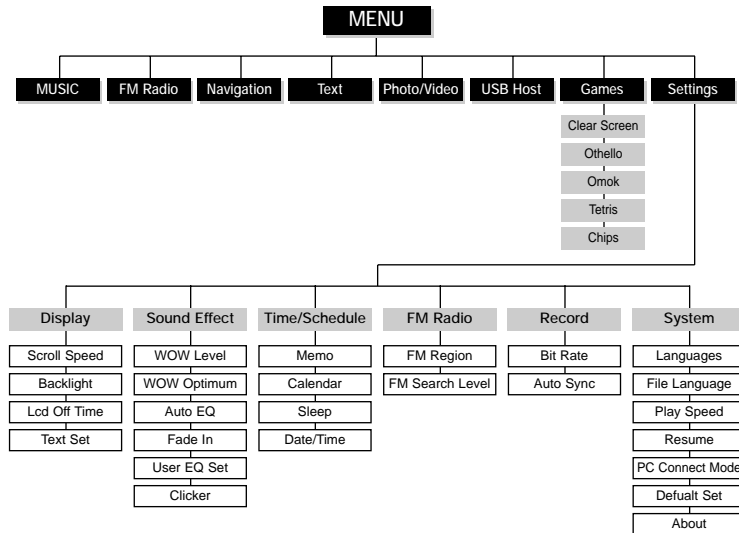 MENU
MUSIC FM Radio Navigation Text Photo/Video USB Host Games Settings
Clear Screen
Othello
Omok
Tetris
Chips
Display Sound Effect Time/Schedule FM Radio Record System
Scroll Speed WOW Level Memo FM Region Bit Rate Languages
Backlight WOW Optimum Calendar FM Search Level Auto Sync File Language
Lcd Off Time Auto EQ Sleep Play Speed
Text Set Fade In Date/Time Resume
User EQ Set PC Connect Mode
Clicker Defualt Set
About